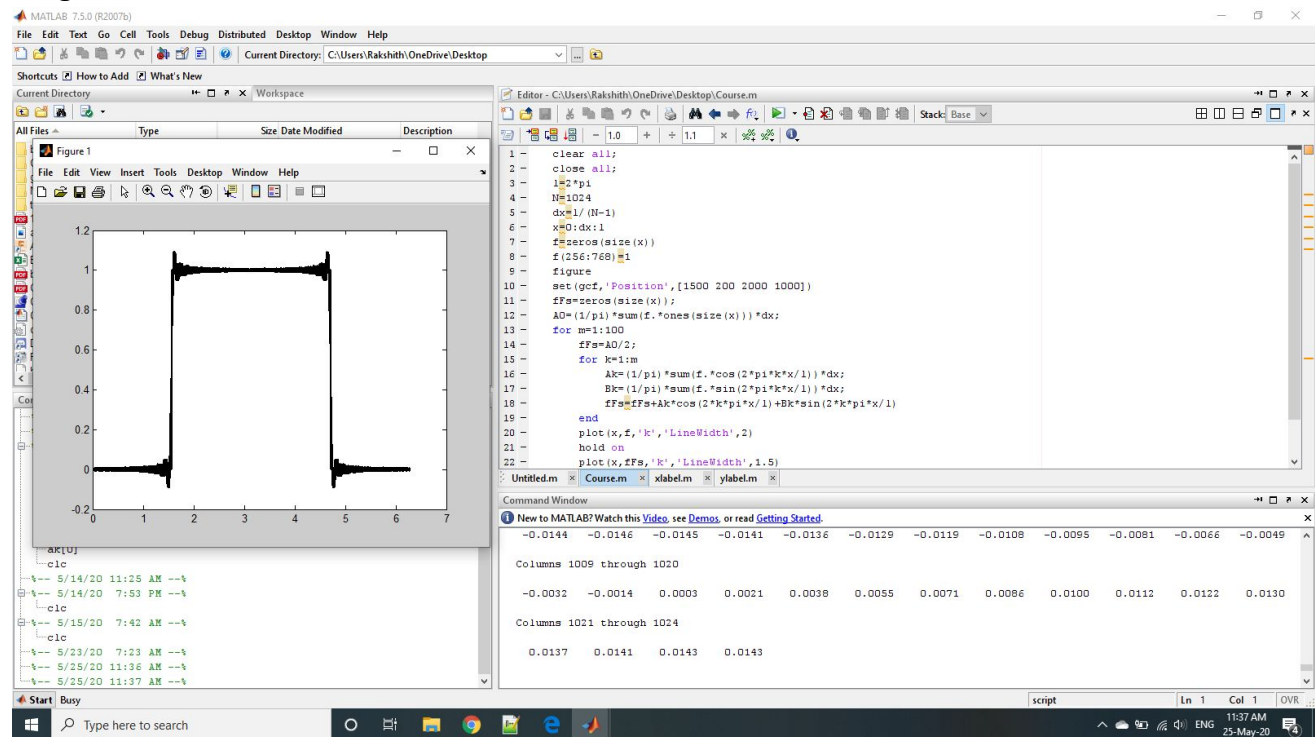 MATLAB 7.5.0 (R2007b)
File Edit Text Go Cell Tools Debug Distributed Desktop Window Help
Current Directory: C:\Users\Rakshith\OneDrive\Desktop
Shortcuts How to Add What's New
Current Directory Workspace
All Files Type Size Date Modified Description
Figure 1
File Edit View Insert Tools Desktop Window Help
1.2
1
0.8
0.6
0.4
0.2
0
-0.2
0 1 2 3 4 5 6 7
ak[0]
clc
%-- 5/14/20 11:25 AM --%
%-- 5/14/20 7:53 PM --%
clc
%-- 5/15/20 7:42 AM --%
clc
%-- 5/23/20 7:23 AM --%
%-- 5/25/20 11:36 AM --%
%-- 5/25/20 11:37 AM --%
Editor - C:\Users\Rakshith\OneDrive\Desktop\Course.m
Stack: Base
- 1.0 + ÷ 1.1 ×
1 - clear all;
2 - close all;
3 - l=2*pi
4 - N=1024
5 - dx=l/(N-1)
6 - x=0:dx:l
7 - f=zeros(size(x))
8 - f(256:768)=1
9 - figure
10 - set(gcf,'Position',[1500 200 2000 1000])
11 - fFs=zeros(size(x));
12 - A0=(1/pi)*sum(f.*ones(size(x)))*dx;
13 - for m=1:100
14 - fFs=A0/2;
15 - for k=1:m
16 - Ak=(1/pi)*sum(f.*cos(2*pi*k*x/l))*dx;
17 - Bk=(1/pi)*sum(f.*sin(2*pi*k*x/l))*dx;
18 - fFs=fFs+Ak*cos(2*k*pi*x/l)+Bk*sin(2*k*pi*x/l)
19 - end
20 - plot(x,f,'k','LineWidth',2)
21 - hold on
22 - plot(x,fFs,'k','LineWidth',1.5)
Untitled.m Course.m xlabel.m ylabel.m
Command Window
New to MATLAB? Watch this Video, see Demos, or read Getting Started.
-0.0144 -0.0146 -0.0145 -0.0141 -0.0136 -0.0129 -0.0119 -0.0108 -0.0095 -0.0081 -0.0066 -0.0049
Columns 1009 through 1020
-0.0032 -0.0014 0.0003 0.0021 0.0038 0.0055 0.0071 0.0086 0.0100 0.0112 0.0122 0.0130
Columns 1021 through 1024
0.0137 0.0141 0.0143 0.0143
Start Busy
script Ln 1 Col 1 OVR
Type here to search
ENG 11:37 AM
25-May-20